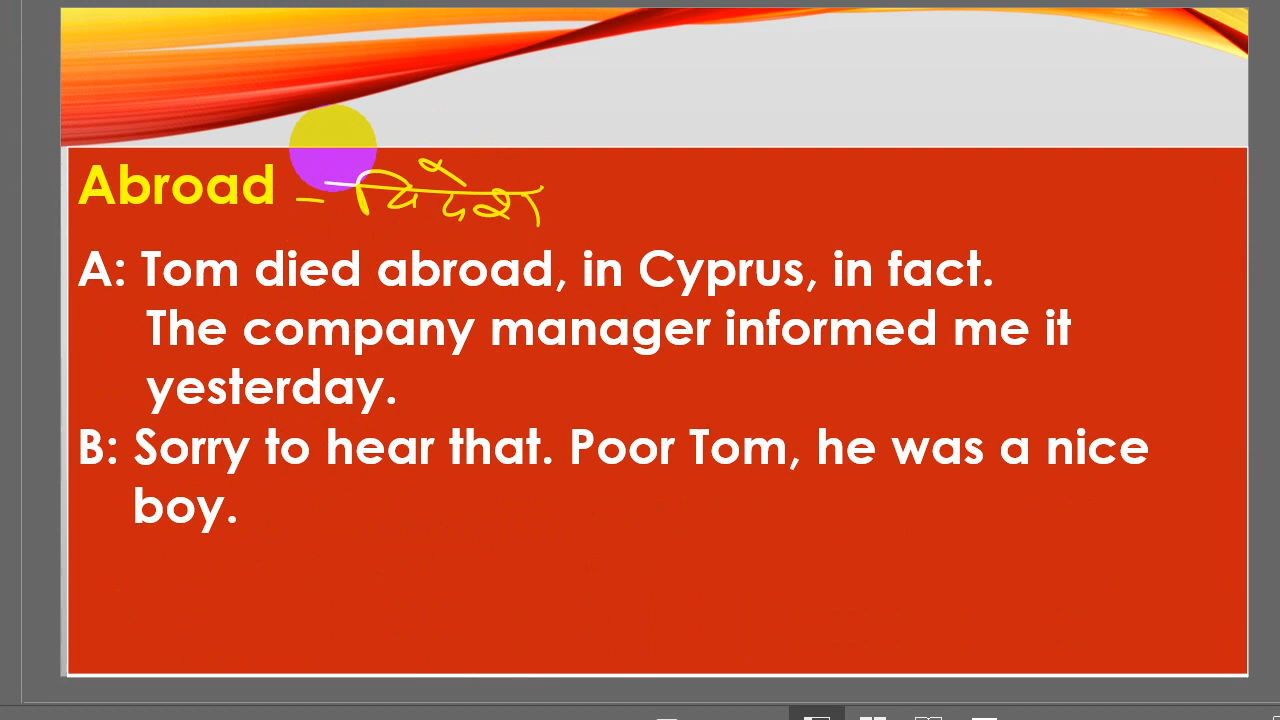 Abroad – विदेश
A: Tom died abroad, in Cyprus, in fact.
The company manager informed me it
yesterday.
B: Sorry to hear that. Poor Tom, he was a nice
boy.